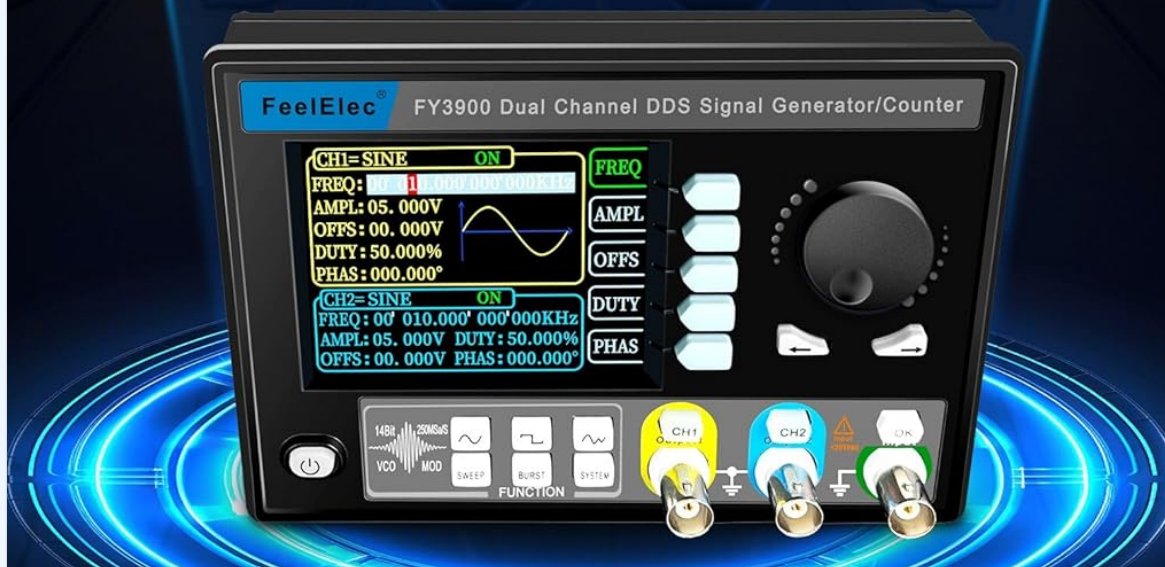 FeelElec®
FY3900 Dual Channel DDS Signal Generator/Counter
CH1=SINE ON
FREQ: 00' 010.000'000'000KHz
AMPL: 05. 000V
OFFS: 00. 000V
DUTY: 50.000%
PHAS: 000.000°
CH2=SINE ON
FREQ: 00' 010.000' 000'000KHz
AMPL: 05. 000V DUTY: 50.000%
OFFS: 00. 000V PHAS: 000.000°
FREQ
AMPL
OFFS
DUTY
PHAS
14Bit 250MSa/S
VCO MOD
SWEEP BURST SYSTEM
FUNCTION
CH1
CH2
Input
OK